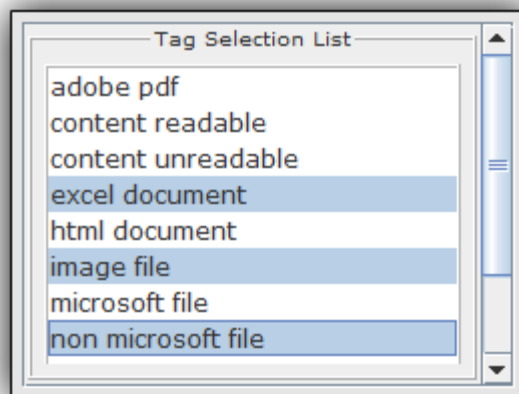 Tag Selection List
adobe pdf
content readable
content unreadable
excel document
html document
image file
microsoft file
non microsoft file